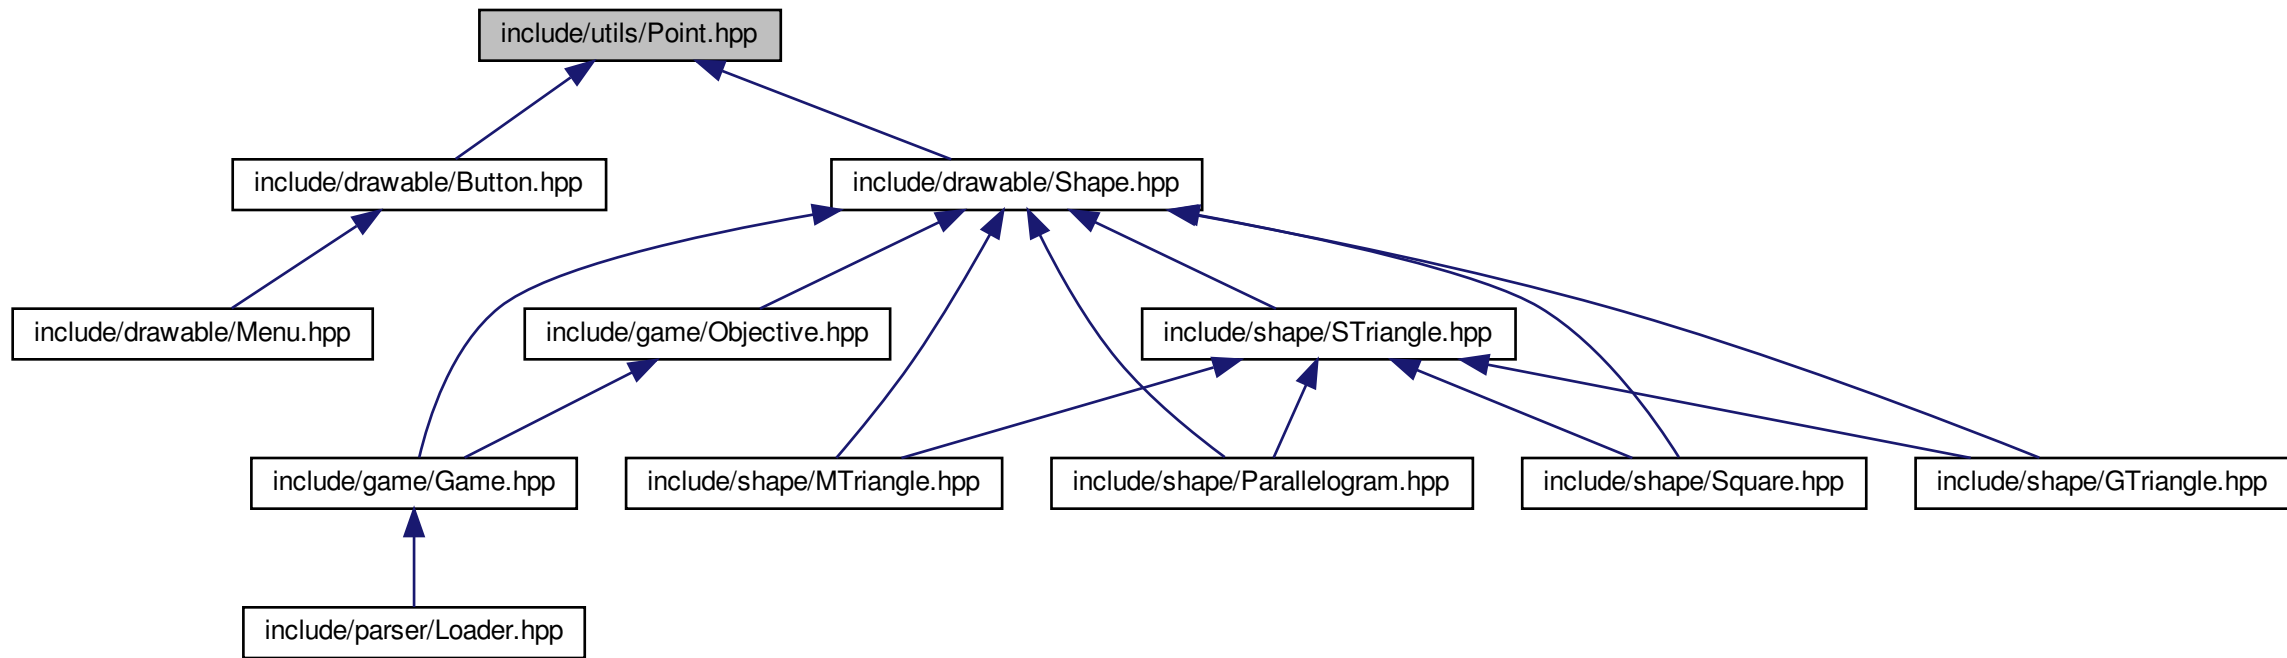 include/utils/Point.hpp
include/drawable/Button.hpp
include/drawable/Shape.hpp
include/drawable/Menu.hpp
include/game/Objective.hpp
include/shape/STriangle.hpp
include/game/Game.hpp
include/shape/MTriangle.hpp
include/shape/Parallelogram.hpp
include/shape/Square.hpp
include/shape/GTriangle.hpp
include/parser/Loader.hpp